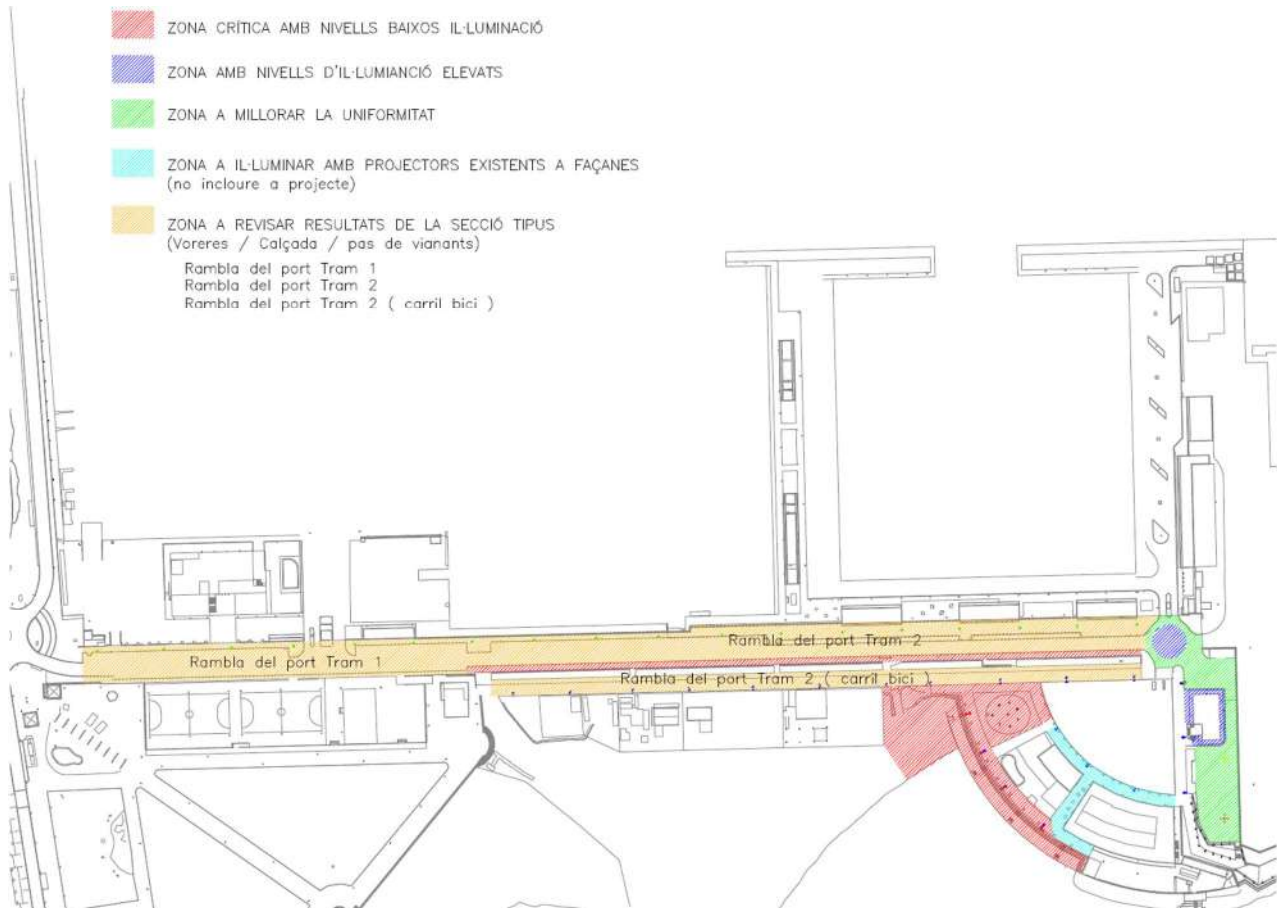 ZONA CRÍTICA AMB NIVELLS BAIXOS IL·LUMINACIÓ
ZONA AMB NIVELLS D'IL·LUMIANCIÓ ELEVATS
ZONA A MILLORAR LA UNIFORMITAT
ZONA A IL·LUMINAR AMB PROJECTORS EXISTENTS A FAÇANES
(no incloure a projecte)
ZONA A REVISAR RESULTATS DE LA SECCIÓ TIPUS
(Voreres / Calçada / pas de vianants)
Rambla del port Tram 1
Rambla del port Tram 2
Rambla del port Tram 2 ( carril bici )
Rambla del port Tram 2
Rambla del port Tram 1
Rambla del port Tram 2 ( carril bici )